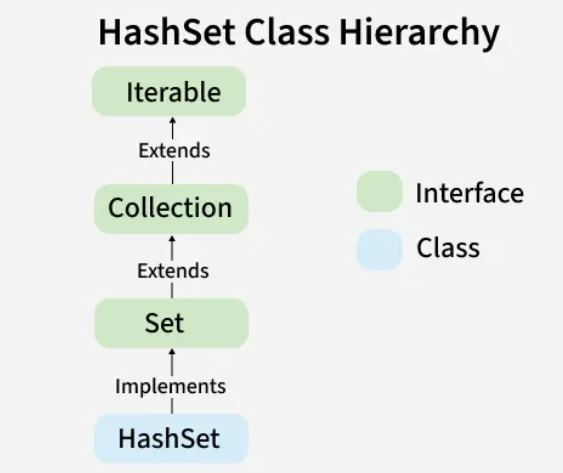 HashSet Class Hierarchy
Iterable
Extends
Collection
Interface
Class
Extends
Set
Implements
HashSet